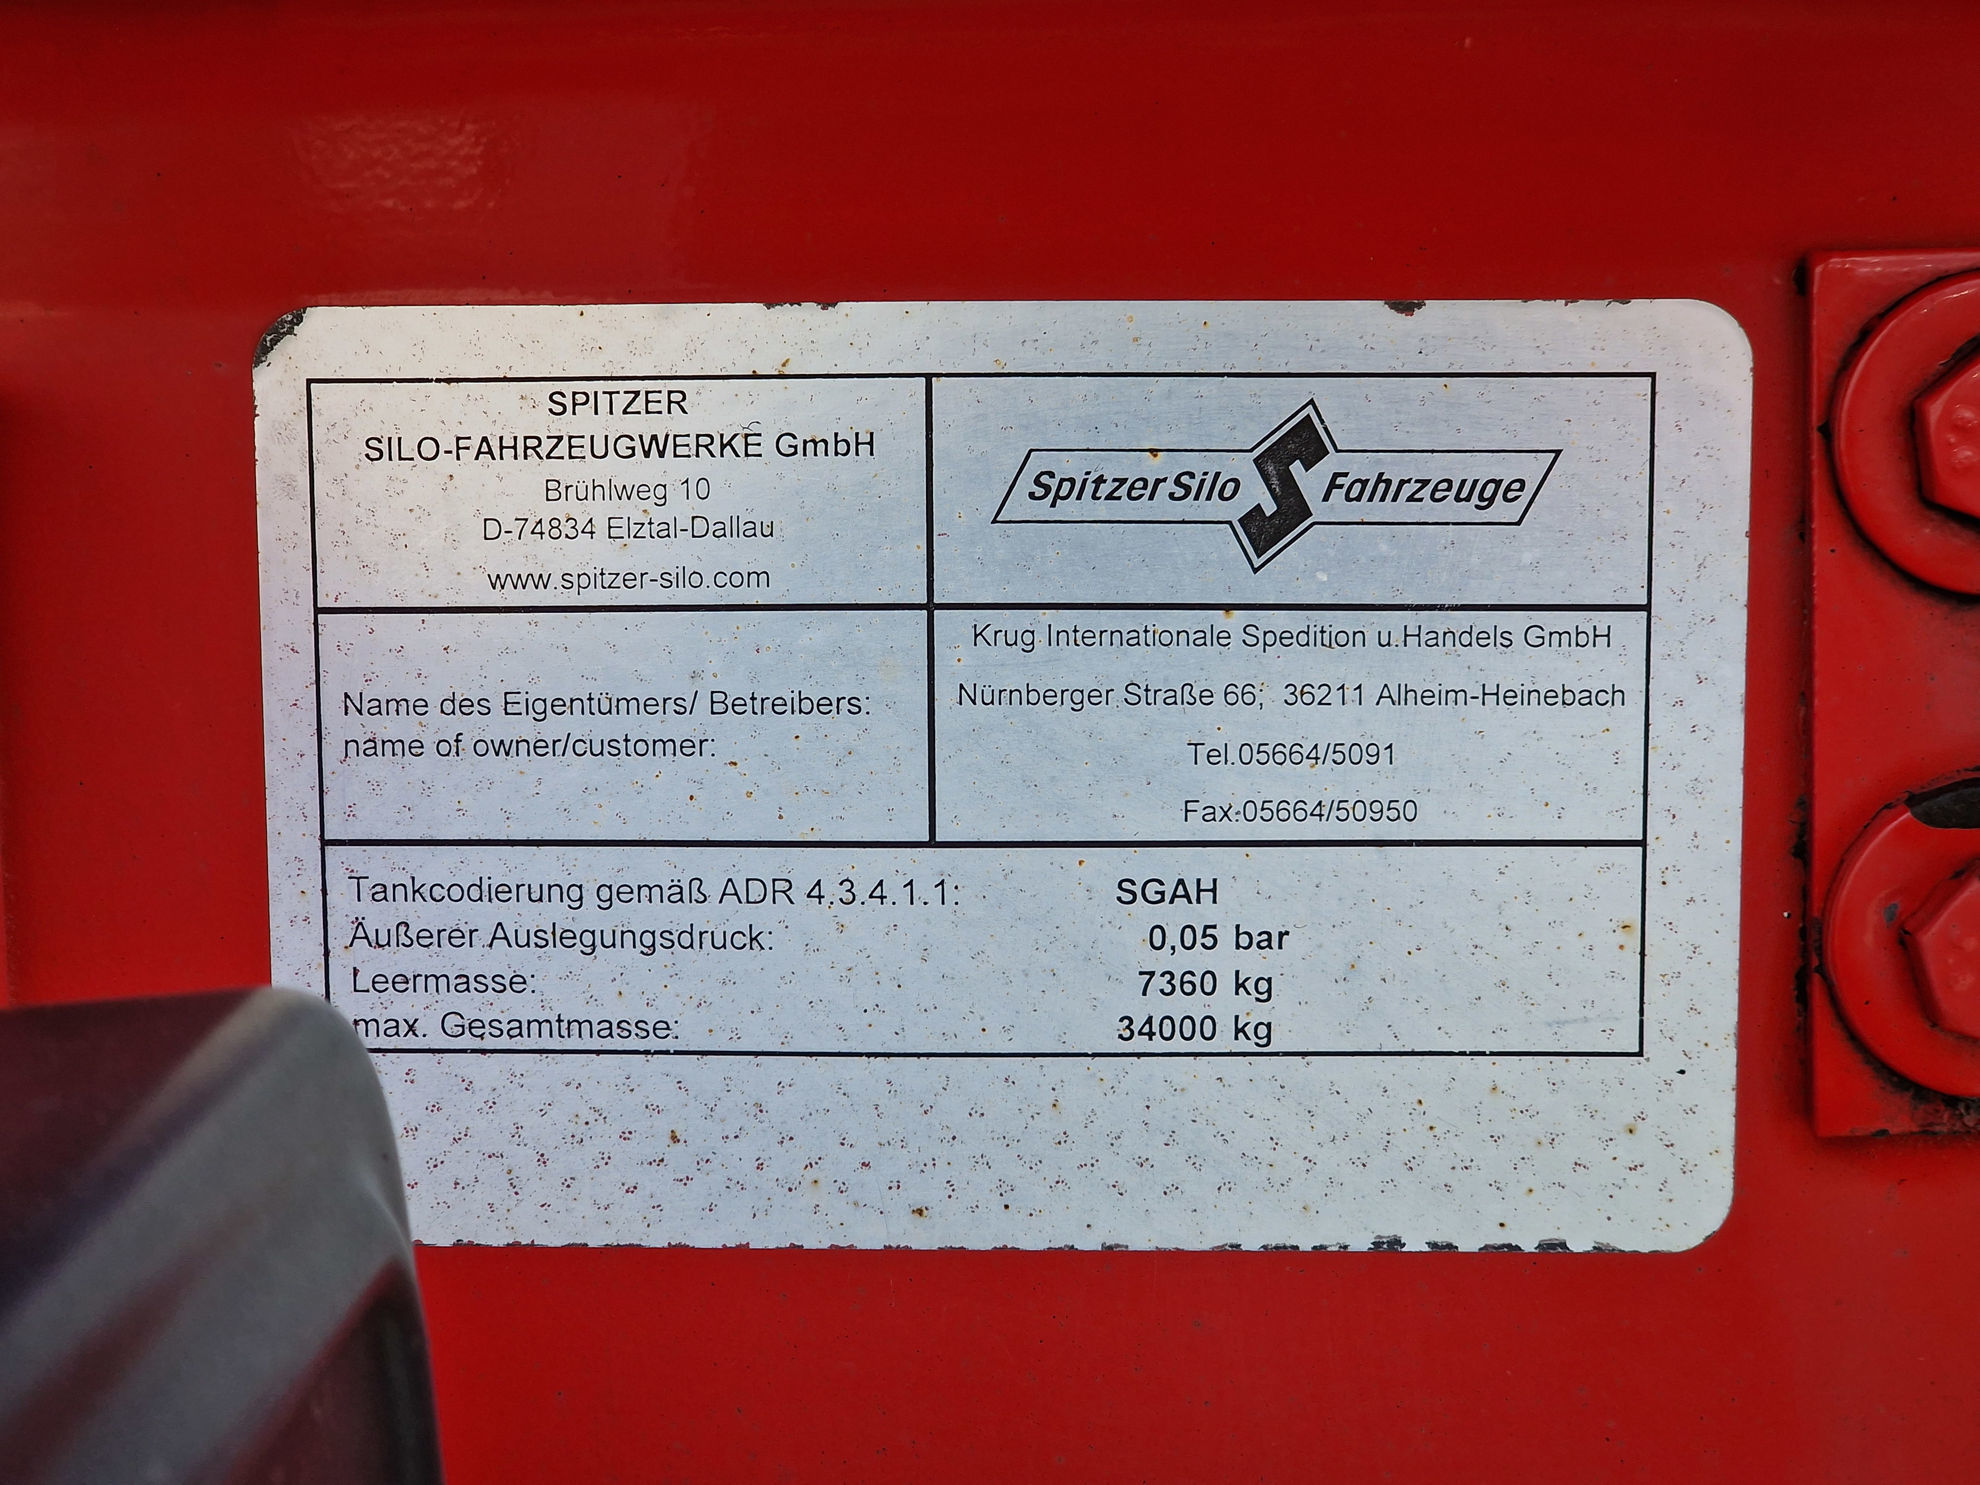 SPITZER
SILO-FAHRZEUGWERKE GmbH
Brühlweg 10
D-74834 Elztal-Dallau
www.spitzer-silo.com
SpitzerSilo S Fahrzeuge
Name des Eigentümers/ Betreibers:
name of owner/customer:
Krug Internationale Spedition u.Handels GmbH
Nürnberger Straße 66; 36211 Alheim-Heinebach
Tel.05664/5091
Fax.05664/50950
Tankcodierung gemäß ADR 4.3.4.1.1: SGAH
Äußerer Auslegungsdruck: 0,05 bar
Leermasse: 7360 kg
max. Gesamtmasse: 34000 kg